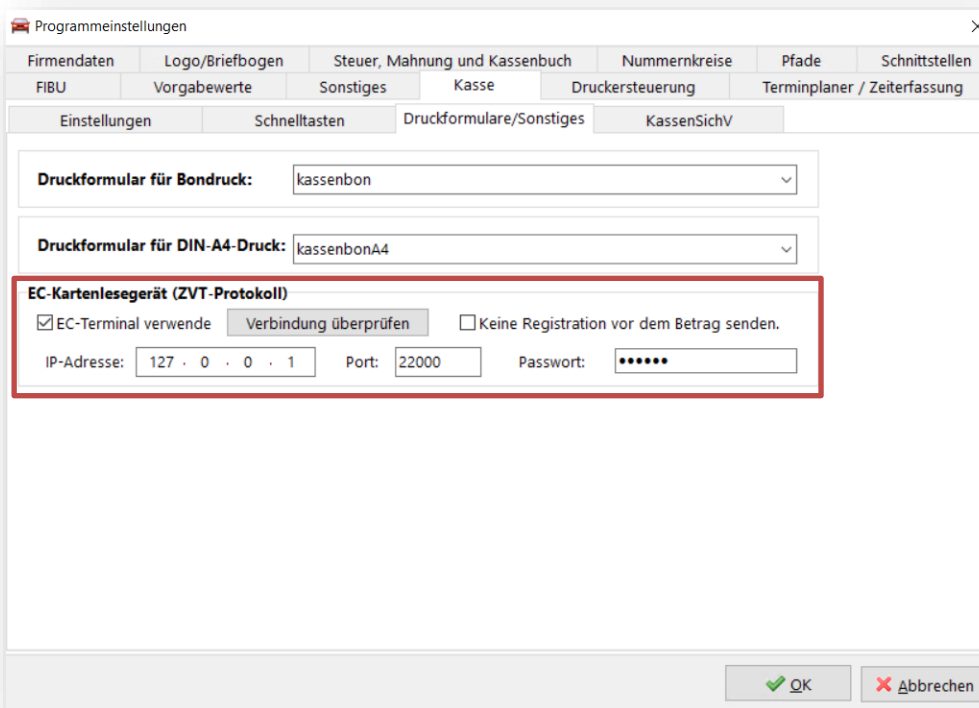 Programmeinstellungen
Firmendaten Logo/Briefbogen Steuer, Mahnung und Kassenbuch Nummernkreise Pfade Schnittstellen
FIBU Vorgabewerte Sonstiges Kasse Druckersteuerung Terminplaner / Zeiterfassung
Einstellungen Schnelltasten Druckformulare/Sonstiges KassenSichV
Druckformular für Bondruck: kassenbon
Druckformular für DIN-A4-Druck: kassenbonA4
EC-Kartenlesegerät (ZVT-Protokoll)
EC-Terminal verwende Verbindung überprüfen Keine Registration vor dem Betrag senden.
IP-Adresse: 127 . 0 . 0 . 1 Port: 22000 Passwort: ••••••
OK Abbrechen